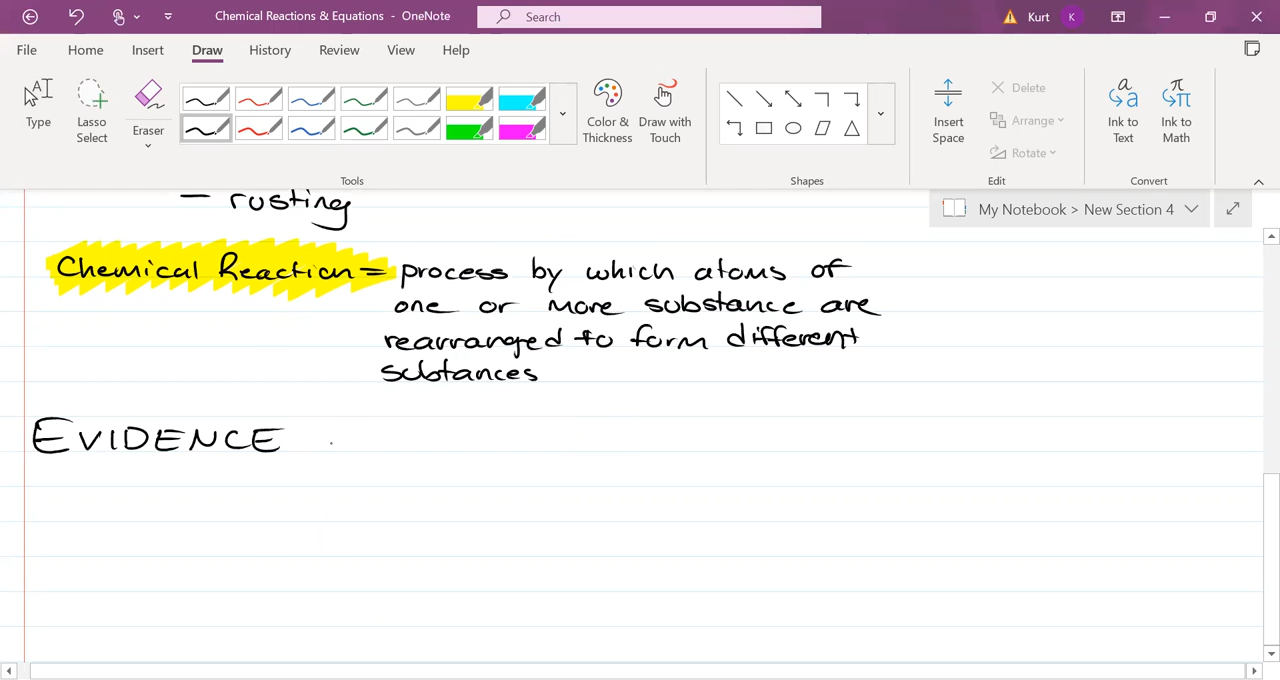 Chemical Reactions & Equations - OneNote
Search
Kurt
K
File Home Insert Draw History Review View Help
Type
Lasso Select
Eraser
Color & Thickness
Draw with Touch
Insert Space
Delete
Arrange
Rotate
Ink to Text
Ink to Math
Tools Shapes Edit Convert
My Notebook > New Section 4
— rusting
Chemical Reaction = process by which atoms of
one or more substance are
rearranged to form different
substances
EVIDENCE